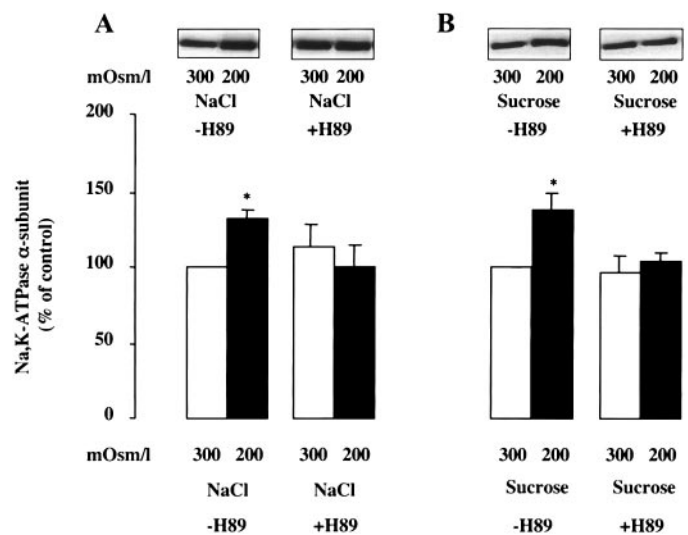 A B
mOsm/l 300 200 300 200 300 200 300 200
NaCl NaCl Sucrose Sucrose
-H89 +H89 -H89 +H89
200
150
100
50
0
Na,K-ATPase α-subunit
(% of control)
* *
mOsm/l 300 200 300 200 300 200 300 200
NaCl NaCl Sucrose Sucrose
-H89 +H89 -H89 +H89